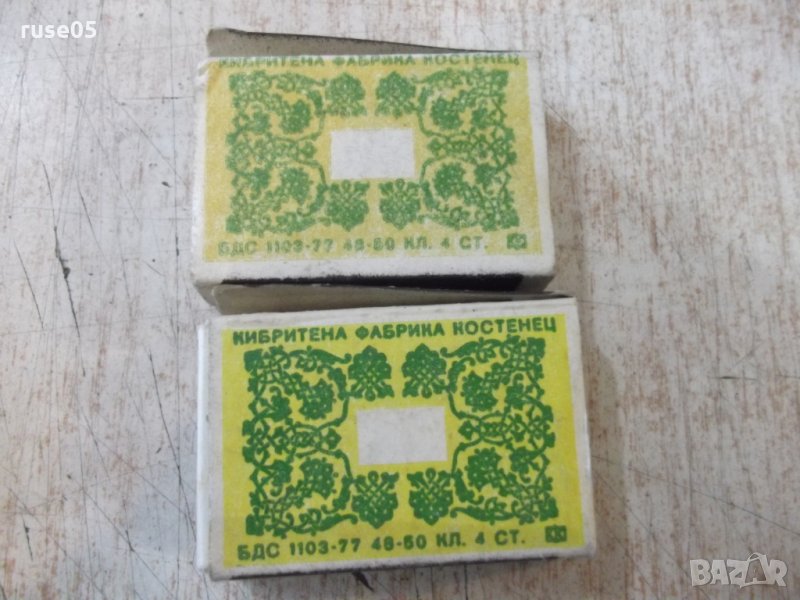 ruse05
КИБРИТЕНА ФАБРИКА КОСТЕНЕЦ
БДС 1103-77 48-50 КЛ. 4 СТ.
КИБРИТЕНА ФАБРИКА КОСТЕНЕЦ
БДС 1103-77 48-50 КЛ. 4 СТ.
BAZAR